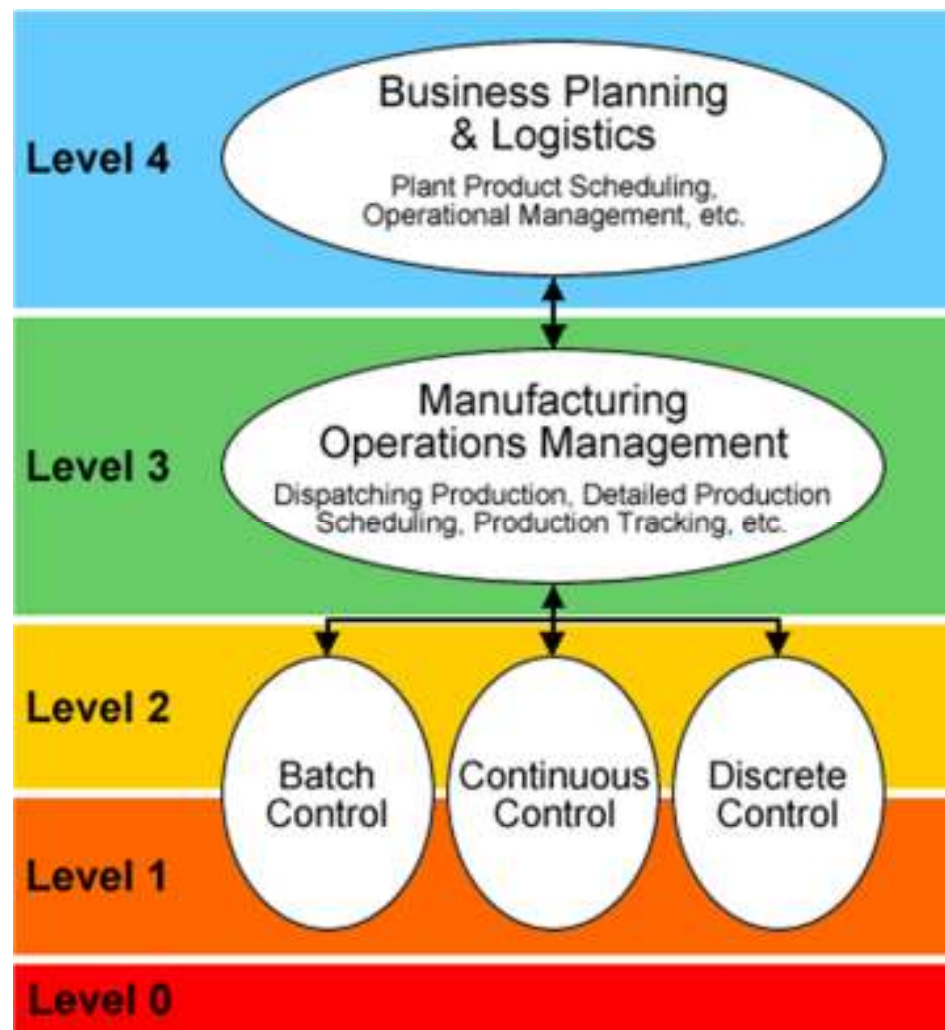 Level 4
Business Planning
& Logistics
Plant Product Scheduling,
Operational Management, etc.
Level 3
Manufacturing
Operations Management
Dispatching Production, Detailed Production
Scheduling, Production Tracking, etc.
Level 2
Batch
Control
Continuous
Control
Discrete
Control
Level 1
Level 0